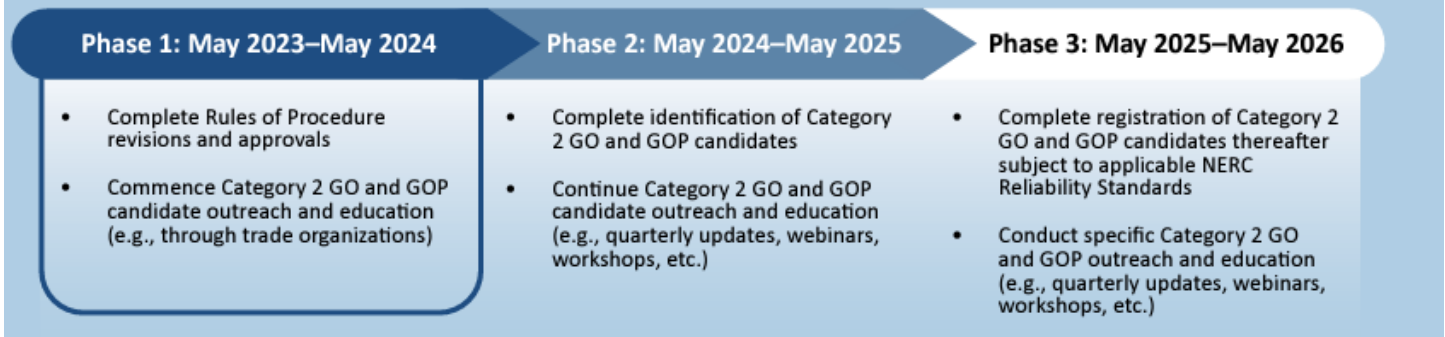 Phase 1: May 2023–May 2024
• Complete Rules of Procedure
revisions and approvals
• Commence Category 2 GO and GOP
candidate outreach and education
(e.g., through trade organizations)
Phase 2: May 2024–May 2025
• Complete identification of Category
2 GO and GOP candidates
• Continue Category 2 GO and GOP
candidate outreach and education
(e.g., quarterly updates, webinars,
workshops, etc.)
Phase 3: May 2025–May 2026
• Complete registration of Category 2
GO and GOP candidates thereafter
subject to applicable NERC
Reliability Standards
• Conduct specific Category 2 GO
and GOP outreach and education
(e.g., quarterly updates, webinars,
workshops, etc.)